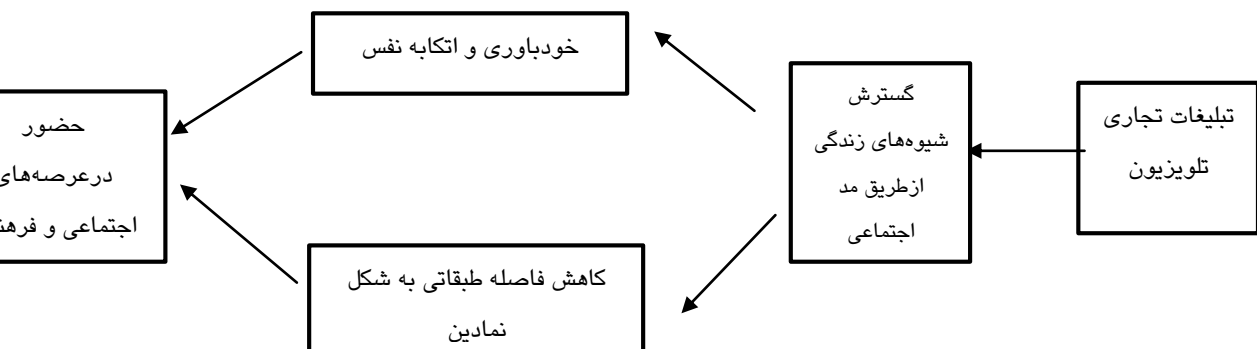 تبلیغات تجاری
تلویزیون
گسترش
شیوه‌های زندگی
ازطریق مد
اجتماعی
خودباوری و اتکابه نفس
کاهش فاصله طبقاتی به شکل
نمادین
حضور
درعرصه‌های
اجتماعی و